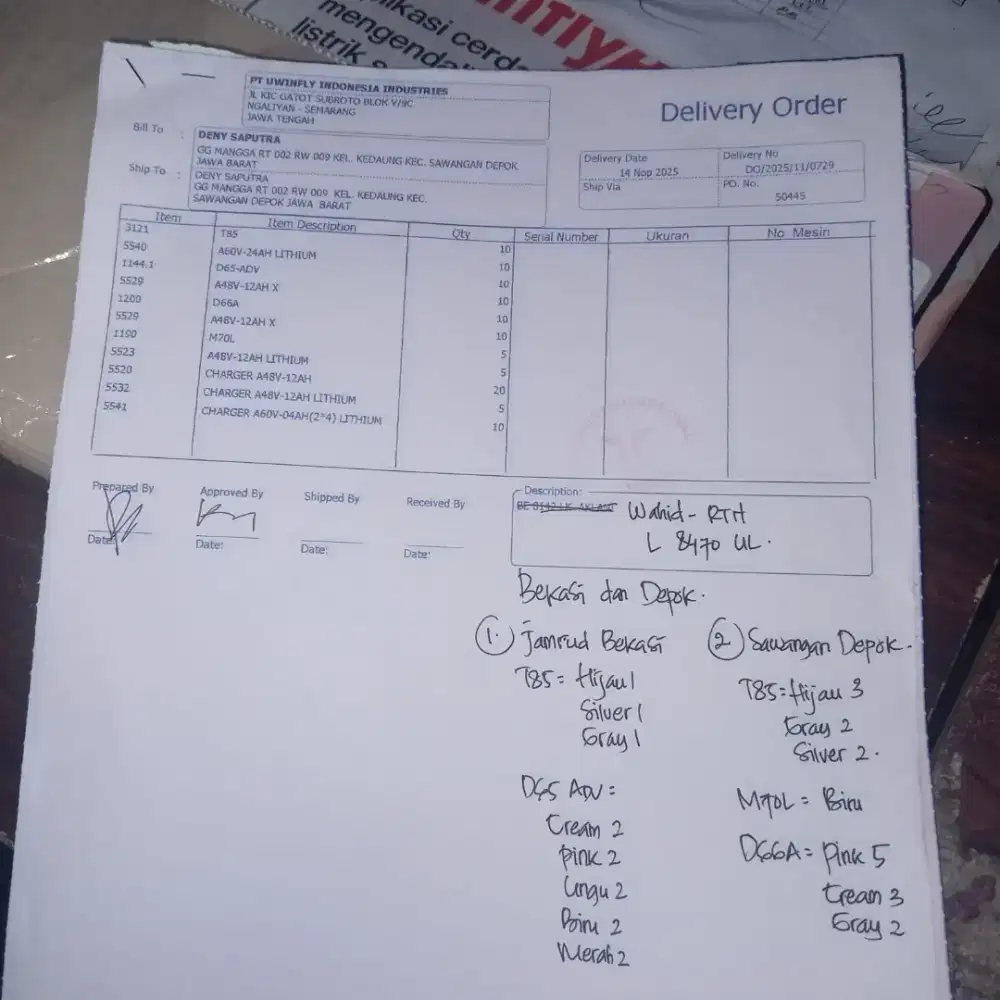 mengendal
listrik
PT UWINFLY INDONESIA INDUSTRIES
JL KIC GATOT SUBROTO BLOK V/9C
NGALIYAN - SEMARANG
JAWA TENGAH
Delivery Order
Bill To :
DENY SAPUTRA
GG MANGGA RT 002 RW 009 KEL. KEDAUNG KEC. SAWANGAN DEPOK
JAWA BARAT
Ship To :
DENY SAPUTRA
GG MANGGA RT 002 RW 009 KEL. KEDAUNG KEC.
SAWANGAN DEPOK JAWA BARAT
Delivery Date
14 Nop 2025
Delivery No
DO/2025/11/0729
Ship Via
PO. No.
50445
Item Item Description Qty Serial Number Ukuran No Mesin
3121 T85 10
5540 A60V-24AH LITHIUM 10
1144.1 D65-ADV 10
5529 A48V-12AH X 10
1200 D66A 10
5529 A48V-12AH X 10
1190 M70L 5
5523 A48V-12AH LITHIUM 5
5520 CHARGER A48V-12AH 20
5532 CHARGER A48V-12AH LITHIUM 5
5541 CHARGER A60V-04AH(2*4) LITHIUM 10
Prepared By Approved By Shipped By Received By
Date: Date: Date: Date:
Description:
Wahid - RTH
L 8470 UL.
Bekasi dan Depok.
1. Jamrud Bekasi
T85 = Hijau 1
Silver 1
Gray 1
D65 ADV =
Cream 2
Pink 2
Ungu 2
Biru 2
Merah 2
2 Sawangan Depok.
T85 = Hijau 3
Gray 2
Silver 2.
M70L = Biru
D66A = Pink 5
Cream 3
Gray 2